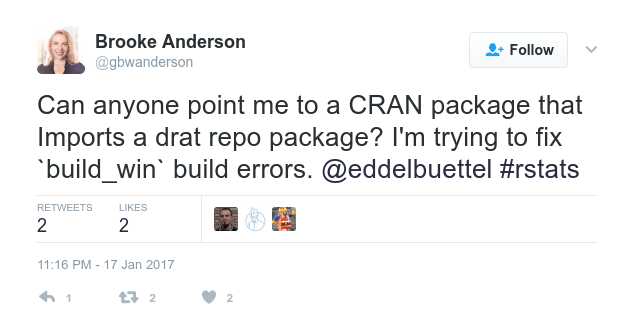 Brooke Anderson
@gbwanderson
Follow
Can anyone point me to a CRAN package that
Imports a drat repo package? I'm trying to fix
`build_win` build errors. @eddelbuettel #rstats
RETWEETS LIKES
2 2
11:16 PM - 17 Jan 2017
1 2 2